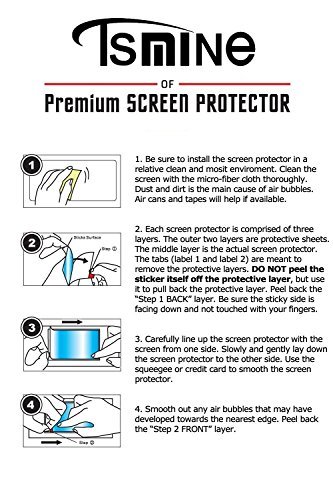 TSMINE
OF
Premium SCREEN PROTECTOR
1
1. Be sure to install the screen protector in a
relative clean and mosit enviroment. Clean the
screen with the micro-fiber cloth thoroughly.
Dust and dirt is the main cause of air bubbles.
Air cans and tapes will help if available.
2
Sticke Surface
Step ①
2. Each screen protector is comprised of three
layers. The outer two layers are protective sheets.
The middle layer is the actual screen protector.
The tabs (label 1 and label 2) are meant to
remove the protective layers. DO NOT peel the
sticker itself off the protective layer, but use
it to pull back the protective layer. Peel back the
“Step 1 BACK” layer. Be sure the sticky side is
facing down and not touched with your fingers.
3
3. Carefully line up the screen protector with the
screen from one side. Slowly and gently lay down
the screen protector to the other side. Use the
squeegee or credit card to smooth the screen
protector.
4
Step ②
4. Smooth out any air bubbles that may have
developed towards the nearest edge. Peel back
the “Step 2 FRONT” layer.